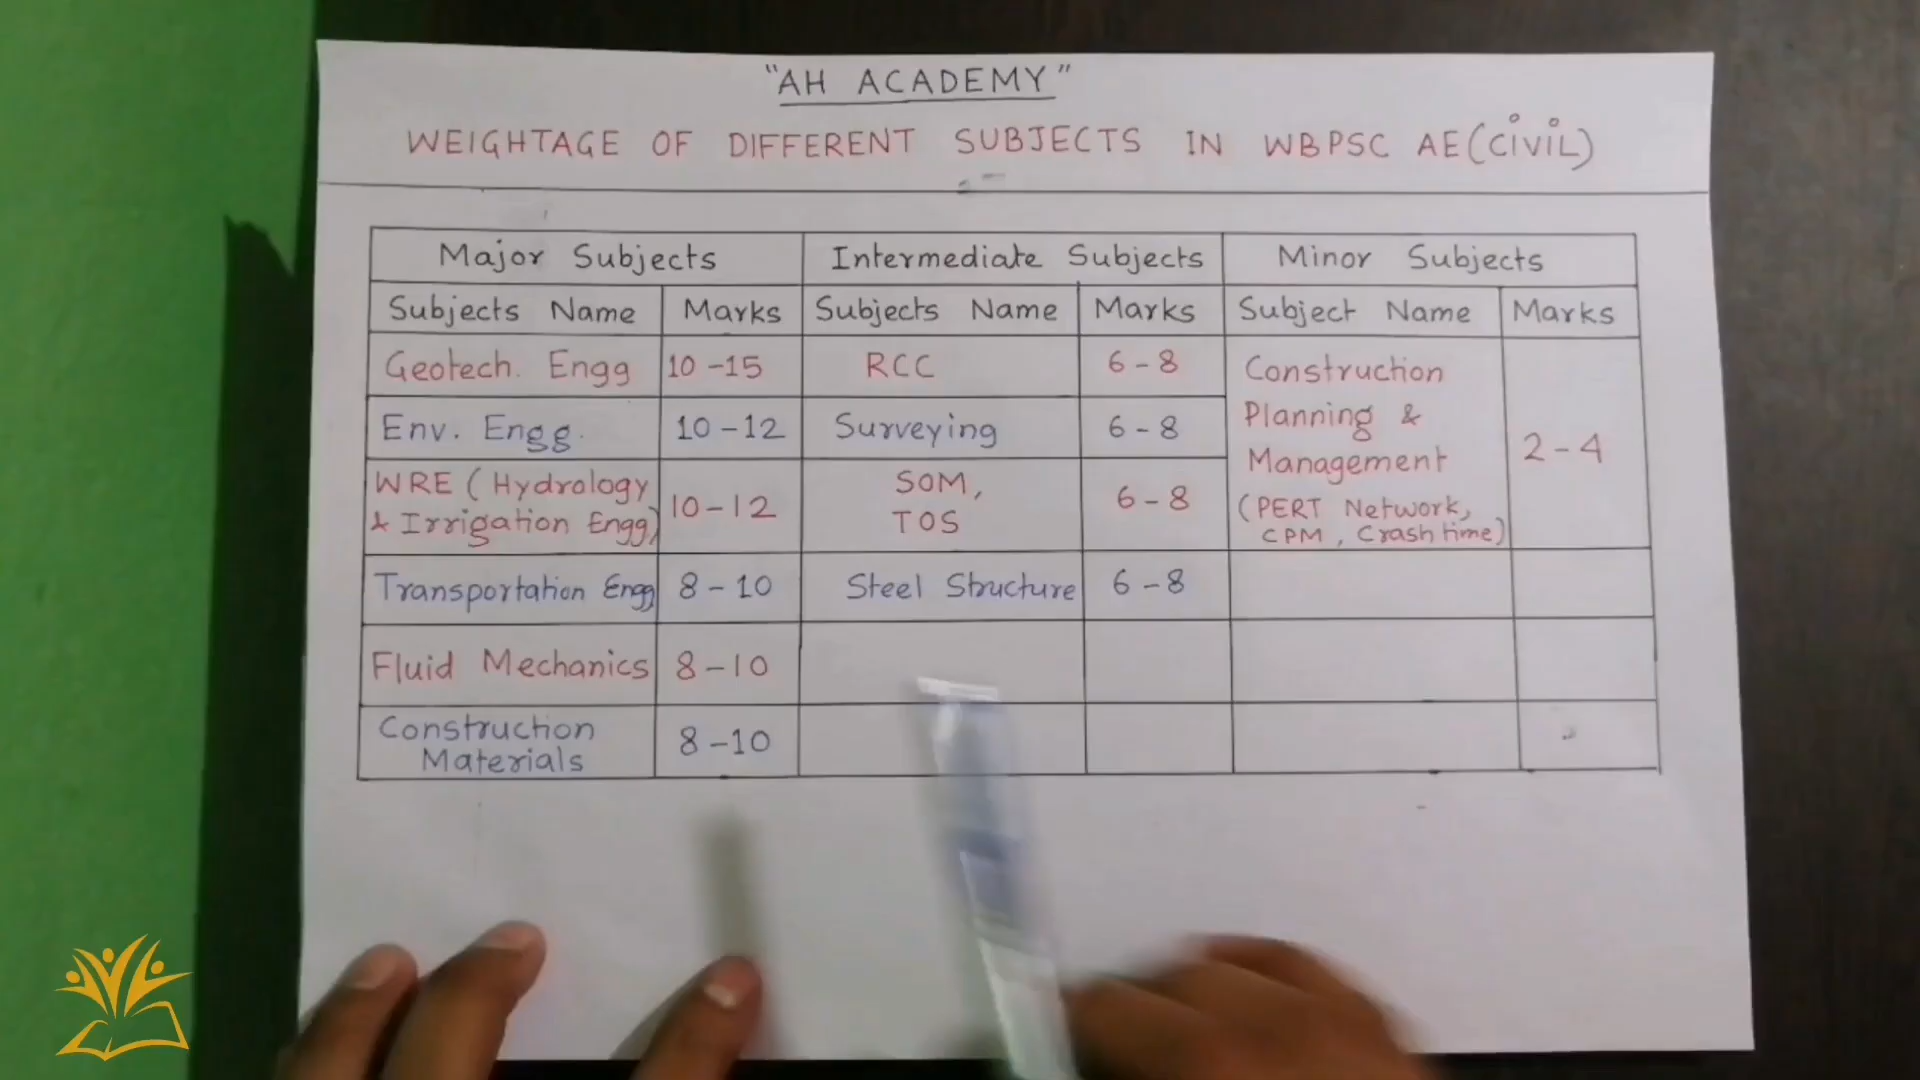 "AH ACADEMY"
WEIGHTAGE OF DIFFERENT SUBJECTS IN WBPSC AE (CIVIL)
Major Subjects Intermediate Subjects Minor Subjects
Subjects Name Marks Subjects Name Marks Subject Name Marks
Geotech. Engg 10-15 RCC 6-8
Env. Engg. 10-12 Surveying 6-8
WRE (Hydrology
& Irrigation Engg) 10-12
SOM,
TOS 6-8
Construction
Planning &
Management
(PERT Network,
CPM, Crash time) 2-4
Transportation Engg 8-10 Steel Structure 6-8
Fluid Mechanics 8-10
Construction
Materials 8-10